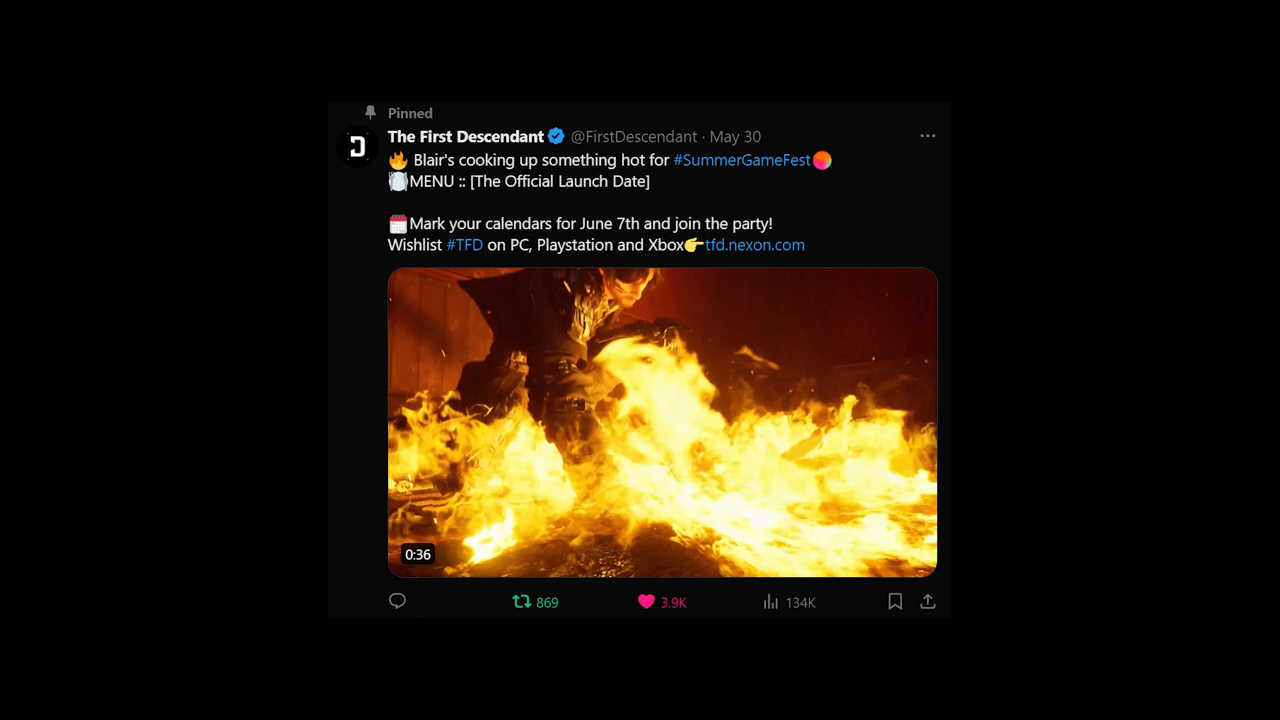 Pinned
The First Descendant @FirstDescendant · May 30
🔥 Blair's cooking up something hot for #SummerGameFest
🍽️MENU :: [The Official Launch Date]
🗓️Mark your calendars for June 7th and join the party!
Wishlist #TFD on PC, Playstation and Xbox👉tfd.nexon.com
0:36
869 3.9K 134K